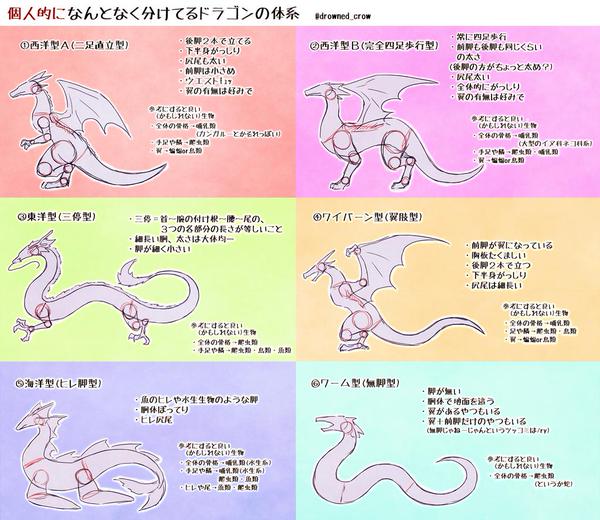 個人的になんとなく分けてるドラゴンの体系 @drowned_crow
①西洋型A(二足直立型)
・後脚2本で立てる
・下半身がっしり
・尻尾も太い
・前脚は小さめ
・ウエストキュッ
・翼の有無は好みで
参考にすると良い
(かもしれない)生物
・全体の骨格→哺乳類
(カンガルーとかそれっぽい)
・手足や鱗→爬虫類
・翼→蝙蝠or鳥類
②西洋型B(完全四足歩行型)
・常に四足歩行
・前脚も後脚も同じくらい
の太さ
(後脚の方がちょっと太め?)
・尻尾太い
・全体的にがっしり
・翼の有無は好みで
参考にすると良い
(かもしれない)生物
・全体の骨格→哺乳類
(大型のイヌ科ネコ科系)
・手足や鱗→爬虫類・哺乳類
・翼→蝙蝠or鳥類
③東洋型(三停型)
・三停=首〜腕の付け根〜腰〜尾の、
3つの各部分の長さが等しいこと
・細長い胴、太さは大体均一
・脚が細く小さい
参考にすると良い
(かもしれない)生物
・全体の骨格→爬虫類
・手足や鱗→爬虫類・鳥類・魚類
④ワイバーン型(翼肢型)
・前脚が翼になっている
・胸板たくましい
・後脚2本で立つ
・下半身がっしり
・尻尾は細長い
参考にすると良い
(かもしれない)生物
・全体の骨格→鳥類
・手足や鱗→爬虫類・鳥類
・翼→蝙蝠or鳥類
⑤海洋型(ヒレ脚型)
・魚のヒレや水生生物のような脚
・胴体ぽってり
・ヒレ尻尾
参考にすると良い
(かもしれない)生物
・全体の骨格→哺乳類(水生系)
・手足や鱗→哺乳類(水生系)
爬虫類・魚類
・ヒレや尾→魚類・爬虫類
⑥ワーム型(無脚型)
・脚が無い
・胴体で地面を這う
・翼があるやつもいる
・翼+前脚だけのやつもいる
(無脚じゃねーじゃんというツッコミは/ry)
参考にすると良い
(かもしれない)生物
・全体の骨格→爬虫類
(というか蛇)